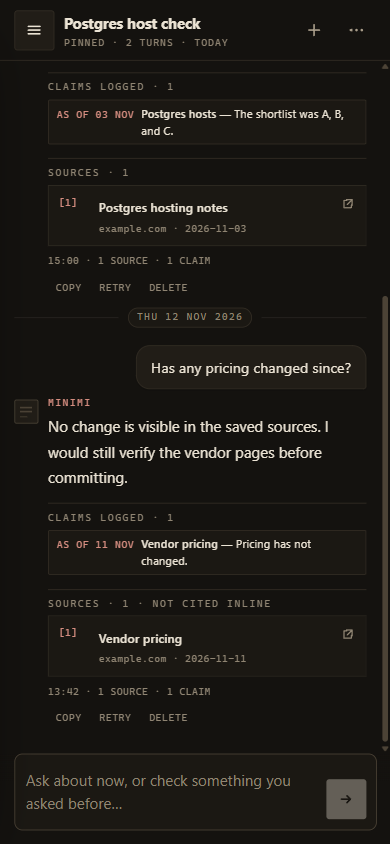 Postgres host check
PINNED · 2 TURNS · TODAY
CLAIMS LOGGED · 1
AS OF 03 NOV Postgres hosts — The shortlist was A, B,
and C.
SOURCES · 1
[1] Postgres hosting notes
example.com · 2026-11-03
15:00 · 1 SOURCE · 1 CLAIM
COPY RETRY DELETE
THU 12 NOV 2026
Has any pricing changed since?
MINIMI
No change is visible in the saved sources. I
would still verify the vendor pages before
committing.
CLAIMS LOGGED · 1
AS OF 11 NOV Vendor pricing — Pricing has not
changed.
SOURCES · 1 · NOT CITED INLINE
[1] Vendor pricing
example.com · 2026-11-11
13:42 · 1 SOURCE · 1 CLAIM
COPY RETRY DELETE
Ask about now, or check something you
asked before...